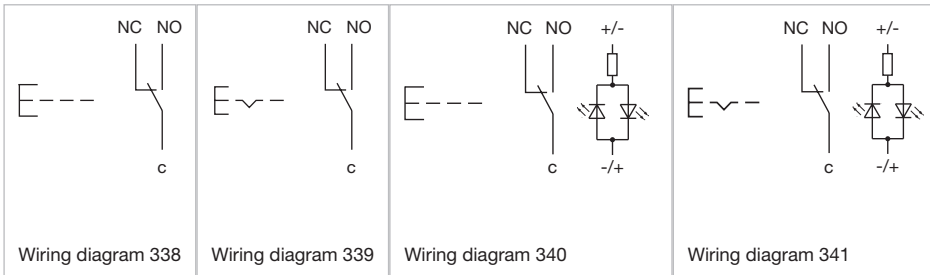 NC NO
c
Wiring diagram 338
NC NO
c
Wiring diagram 339
NC NO +/-
c -/+
Wiring diagram 340
NC NO +/-
c -/+
Wiring diagram 341